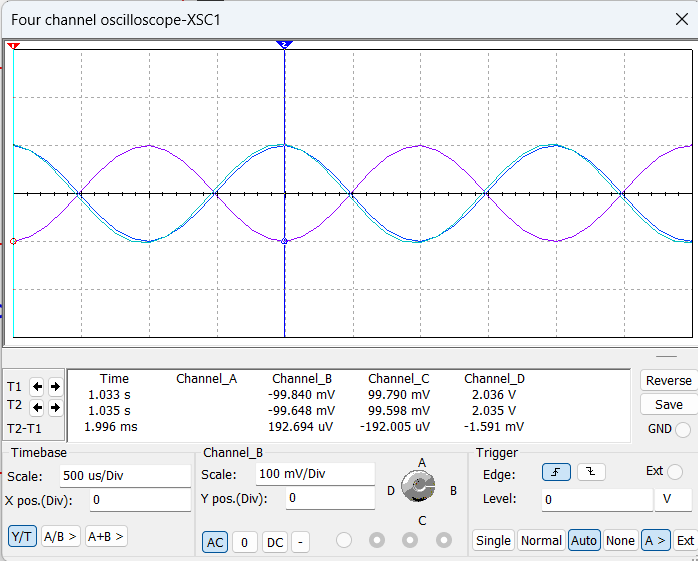 Four channel oscilloscope-XSC1
1
2
Time Channel_A Channel_B Channel_C Channel_D
T1 1.033 s -99.840 mV 99.790 mV 2.036 V
T2 1.035 s -99.648 mV 99.598 mV 2.035 V
T2-T1 1.996 ms 192.694 uV -192.005 uV -1.591 mV
Reverse
Save
GND
Timebase
Scale: 500 us/Div
X pos.(Div): 0
Y/T A/B > A+B >
Channel_B
Scale: 100 mV/Div
Y pos.(Div): 0
AC 0 DC -
A
D B
C
Trigger
Edge: Ext
Level: 0 V
Single Normal Auto None A > Ext